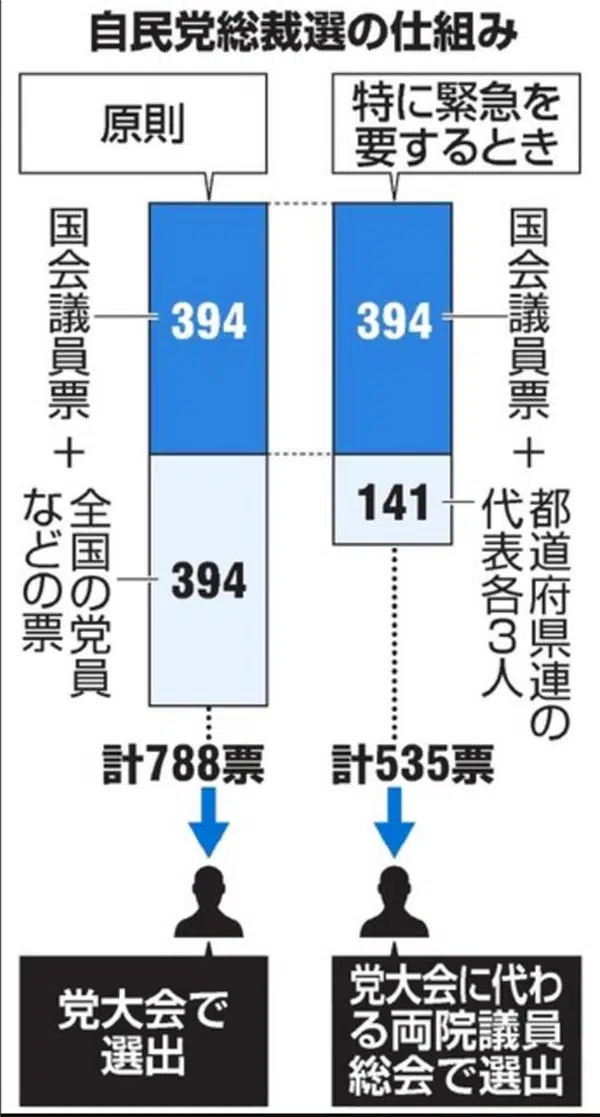 自民党総裁選の仕組み
原則
国会議員票
+
全国の党員
などの票
394
394
計788票
党大会で
選出
特に緊急を
要するとき
国会議員票
+
都道府県連の
代表各3人
394
141
計535票
党大会に代わ
る両院議員
総会で選出